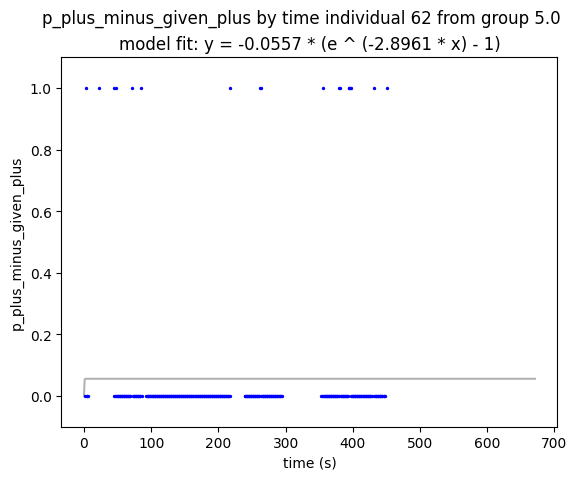 p_plus_minus_given_plus by time individual 62 from group 5.0
model fit: y = -0.0557 * (e ^ (-2.8961 * x) - 1)
1.0
0.8
0.6
0.4
0.2
0.0
p_plus_minus_given_plus
0 100 200 300 400 500 600 700
time (s)